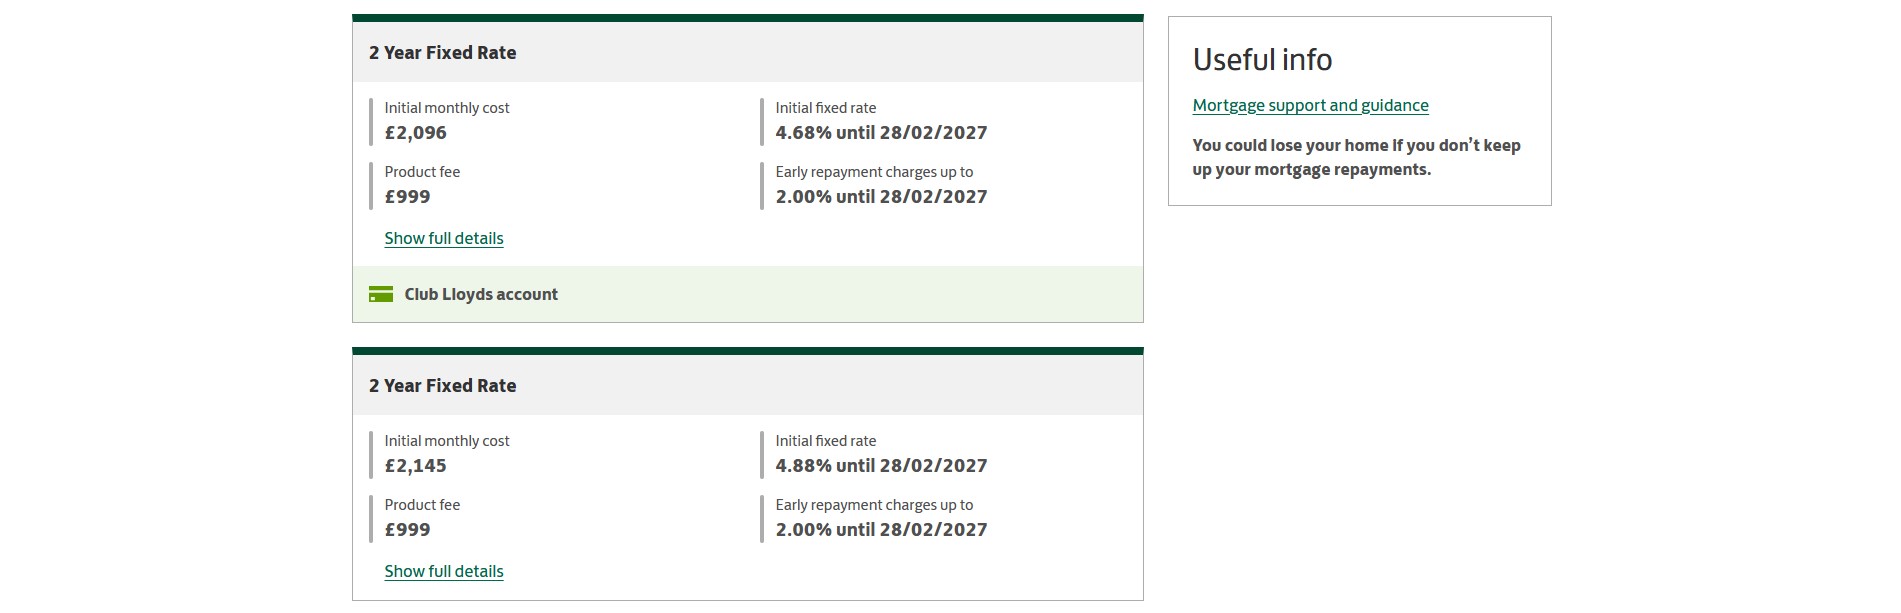 2 Year Fixed Rate
Initial monthly cost
£2,096
Initial fixed rate
4.68% until 28/02/2027
Product fee
£999
Early repayment charges up to
2.00% until 28/02/2027
Show full details
Club Lloyds account
2 Year Fixed Rate
Initial monthly cost
£2,145
Initial fixed rate
4.88% until 28/02/2027
Product fee
£999
Early repayment charges up to
2.00% until 28/02/2027
Show full details
Useful info
Mortgage support and guidance
You could lose your home If you don't keep
up your mortgage repayments.